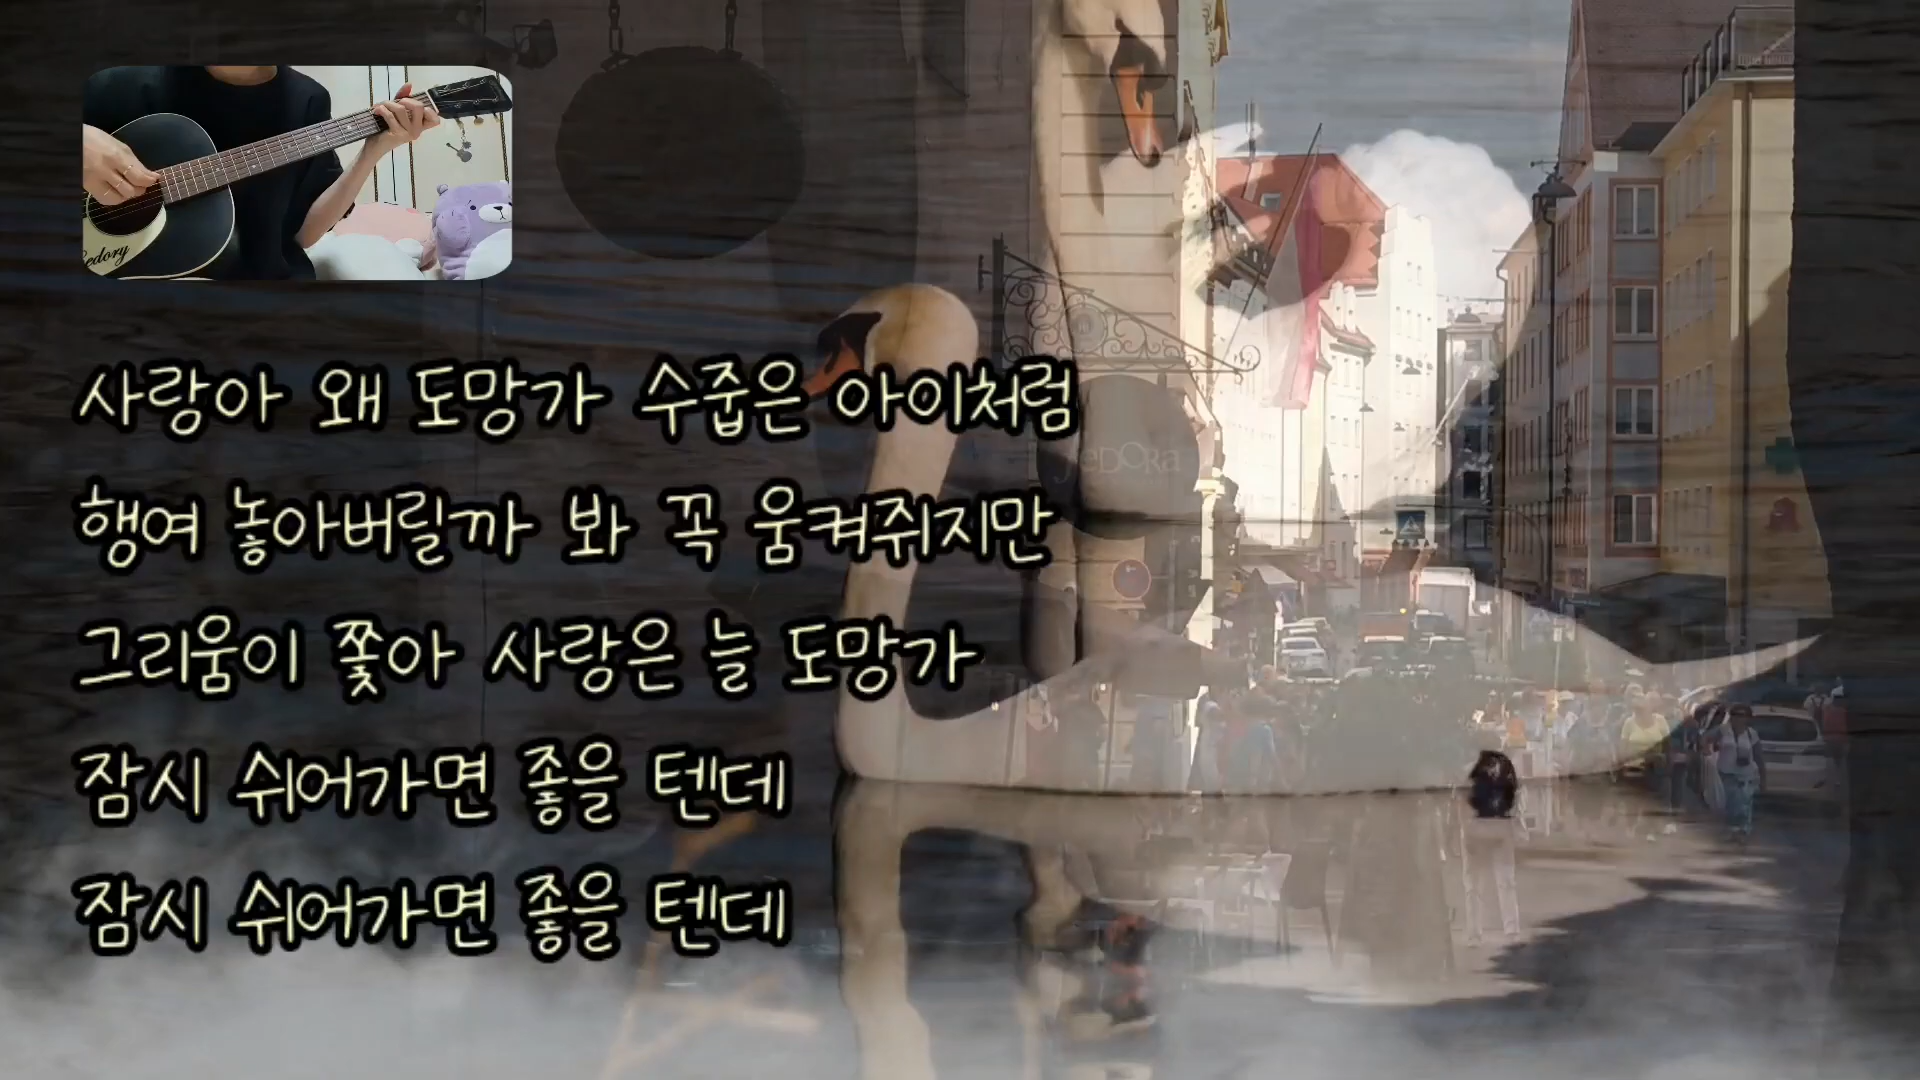 edory
사랑아 왜 도망가 수줍은 아이처럼
행여 놓아버릴까 봐 꼭 움켜쥐지만
그리움이 쫓아 사랑은 늘 도망가
잠시 쉬어가면 좋을 텐데
잠시 쉬어가면 좋을 텐데